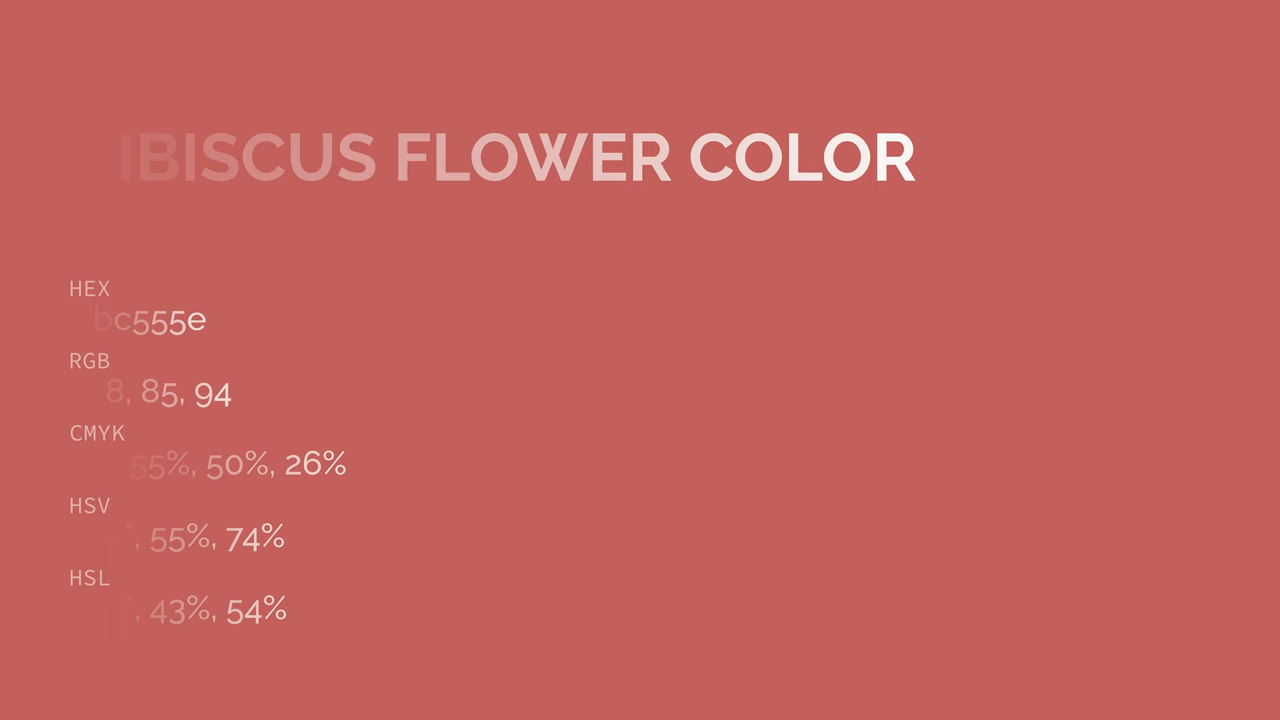 IBISCUS FLOWER COLOR
HEX
bc555e
RGB
8, 85, 94
CMYK
55%, 50%, 26%
HSV
°, 55%, 74%
HSL
, 43%, 54%